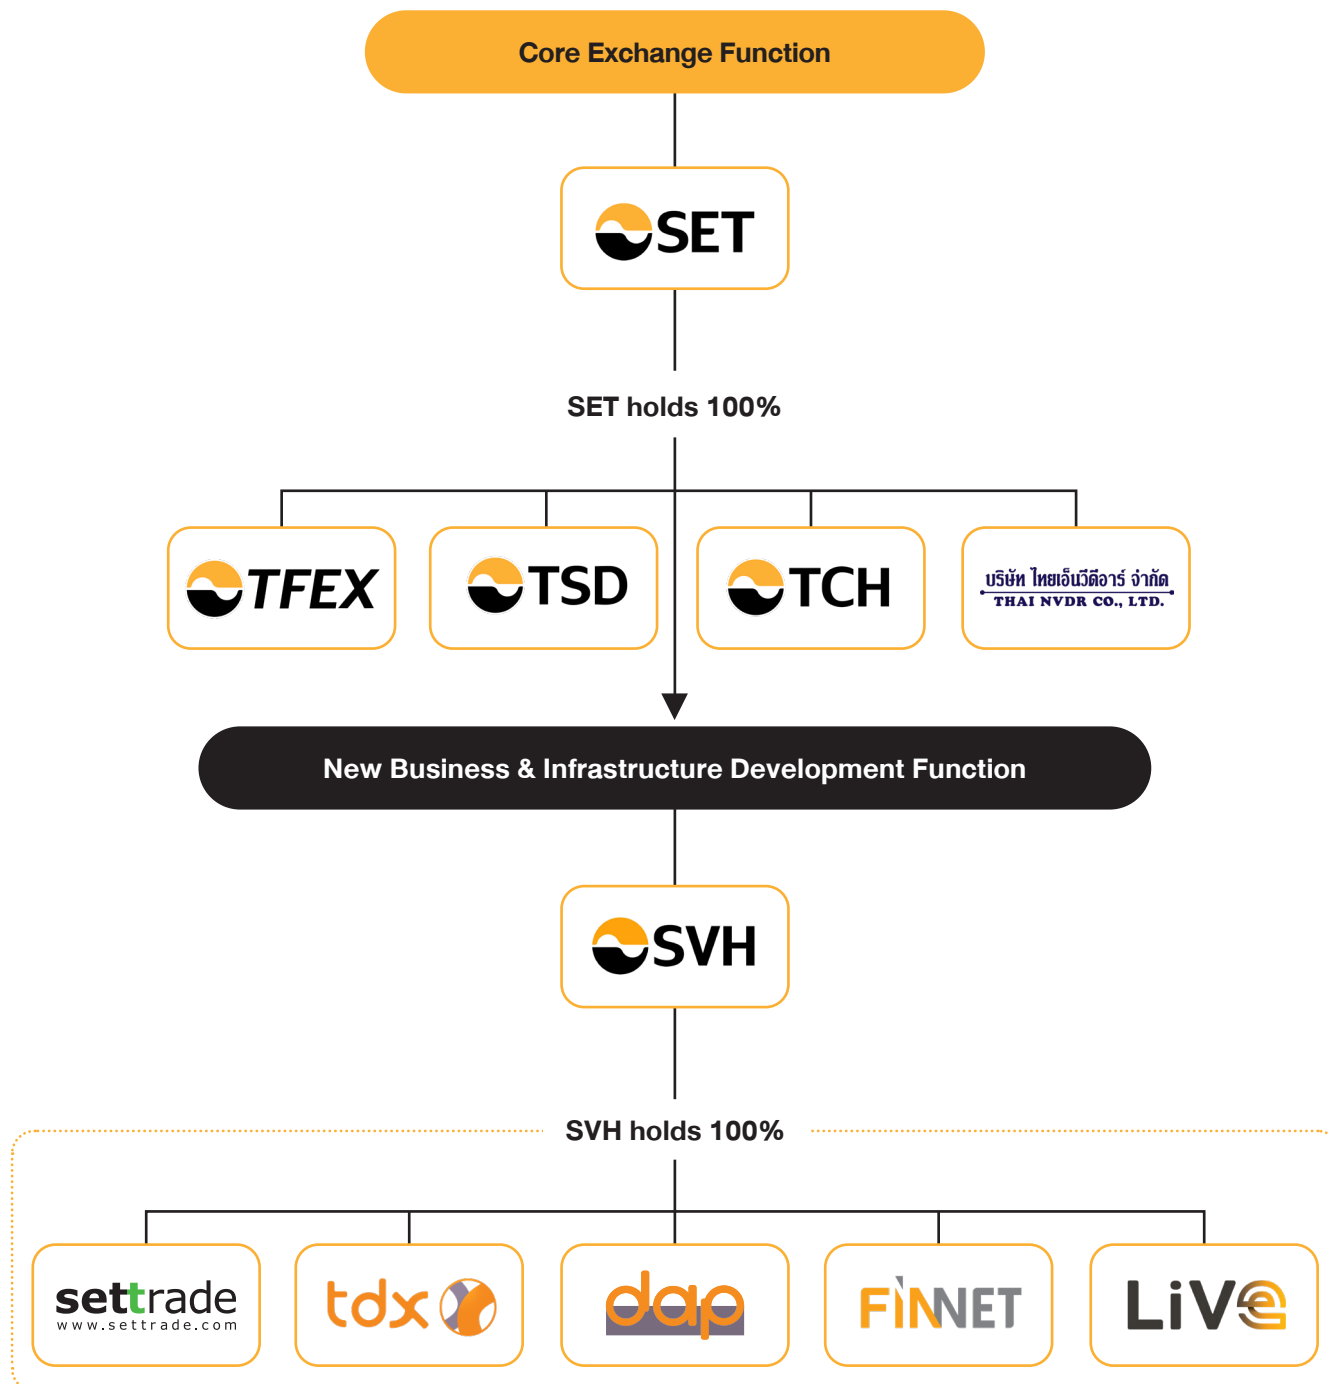 Core Exchange Function
SET
SET holds 100%
TFEX
TSD
TCH
บริษัท ไทยเอ็นวีดีอาร์ จำกัด
THAI NVDR CO., LTD.
New Business & Infrastructure Development Function
SVH
SVH holds 100%
settrade
www.settrade.com
tdx
dap
FINNET
LiVe